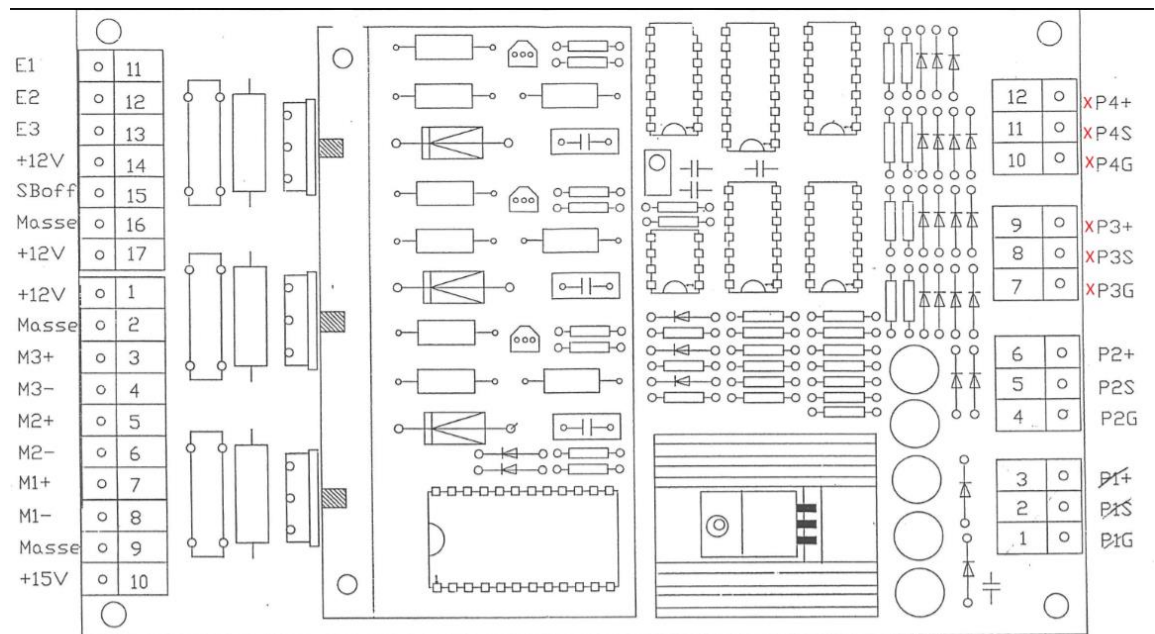 E1 11
E2 12
E3 13
+12V 14
SBoff 15
Masse 16
+12V 17
+12V 1
Masse 2
M3+ 3
M3- 4
M2+ 5
M2- 6
M1+ 7
M1- 8
Masse 9
+15V 10
1
12 xP4+
11 xP4S
10 xP4G
9 xP3+
8 xP3S
7 xP3G
6 P2+
5 P2S
4 P2G
3 P1+
2 P1S
1 P1G